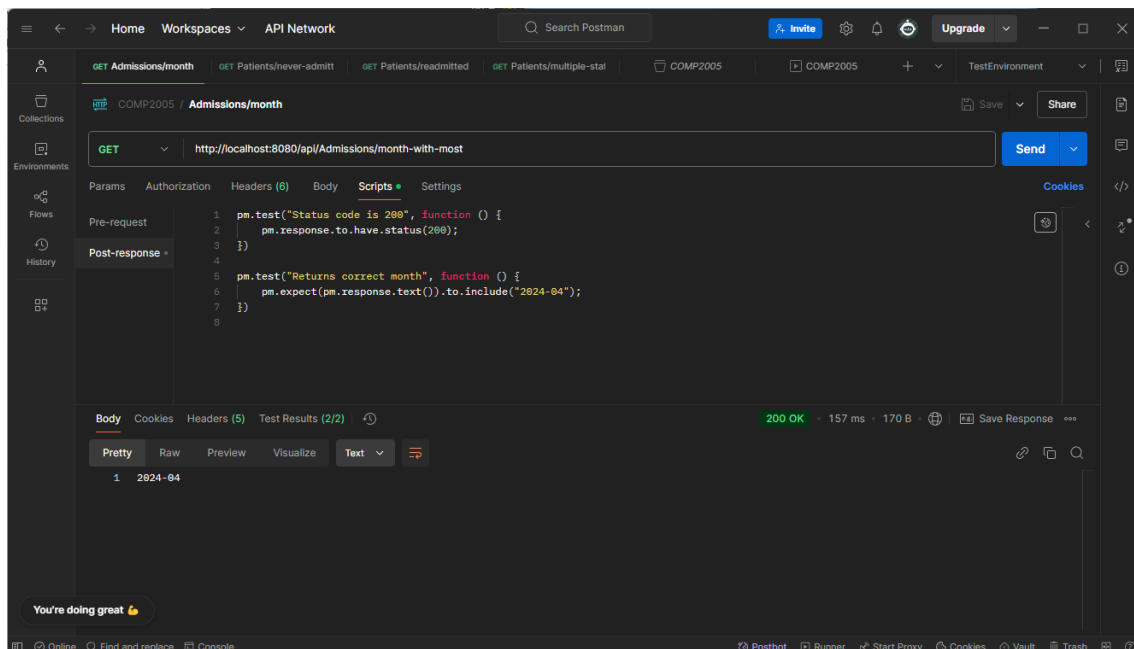 Home Workspaces API Network Search Postman Invite Upgrade
GET Admissions/month GET Patients/never-admitt GET Patients/readmitted GET Patients/multiple-staf COMP2005 COMP2005 TestEnvironment
HTTP COMP2005 / Admissions/month Save Share
Collections
GET http://localhost:8080/api/Admissions/month-with-most Send
Environments
Params Authorization Headers (6) Body Scripts Settings Cookies
Flows
Pre-request
Post-response
History
1 pm.test("Status code is 200", function () {
2 pm.response.to.have.status(200);
3 })
4
5 pm.test("Returns correct month", function () {
6 pm.expect(pm.response.text()).to.include("2024-04");
7 })
8
Body Cookies Headers (5) Test Results (2/2) 200 OK 157 ms 170 B e.g. Save Response
Pretty Raw Preview Visualize Text
1 2024-04
You're doing great 💪
Online Find and replace Console Postbot Runner Start Proxy Cookies Vault Trash